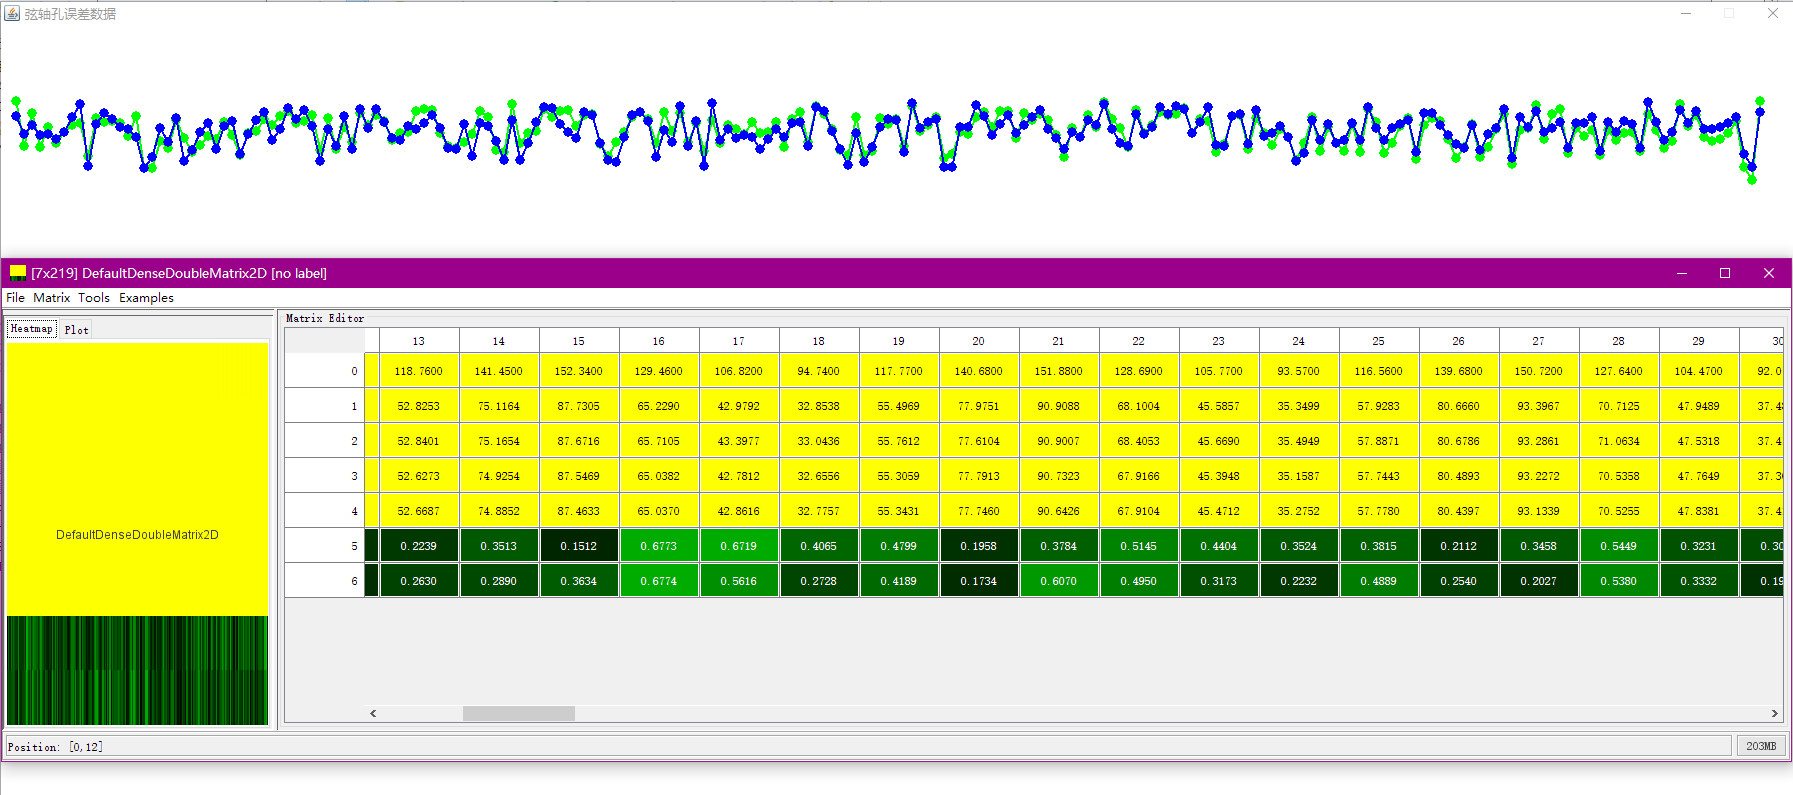 弦轴孔误差数据
[7x219] DefaultDenseDoubleMatrix2D [no label]
File Matrix Tools Examples
Heatmap Plot
DefaultDenseDoubleMatrix2D
Matrix Editor
13 14 15 16 17 18 19 20 21 22 23 24 25 26 27 28 29 30
0 118.7600 141.4500 152.3400 129.4600 106.8200 94.7400 117.7700 140.6800 151.8800 128.6900 105.7700 93.5700 116.5600 139.6800 150.7200 127.6400 104.4700 92.0
1 52.8253 75.1164 87.7305 65.2290 42.9792 32.8538 55.4969 77.9751 90.9088 68.1004 45.5857 35.3499 57.9283 80.6660 93.3967 70.7125 47.9489 37.4
2 52.8401 75.1654 87.6716 65.7105 43.3977 33.0436 55.7612 77.6104 90.9007 68.4053 45.6690 35.4949 57.8871 80.6786 93.2861 71.0634 47.5318 37.4
3 52.6273 74.9254 87.5469 65.0382 42.7812 32.6556 55.3059 77.7913 90.7323 67.9166 45.3948 35.1587 57.7443 80.4893 93.2272 70.5358 47.7649 37.3
4 52.6687 74.8852 87.4633 65.0370 42.8616 32.7757 55.3431 77.7460 90.6426 67.9104 45.4712 35.2752 57.7780 80.4397 93.1339 70.5255 47.8381 37.4
5 0.2239 0.3513 0.1512 0.6773 0.6719 0.4065 0.4799 0.1958 0.3784 0.5145 0.4404 0.3524 0.3815 0.2112 0.3458 0.5449 0.3231 0.30
6 0.2630 0.2890 0.3634 0.6774 0.5616 0.2728 0.4189 0.1734 0.6070 0.4950 0.3173 0.2232 0.4889 0.2540 0.2027 0.5380 0.3332 0.19
Position: [0,12]
203MB